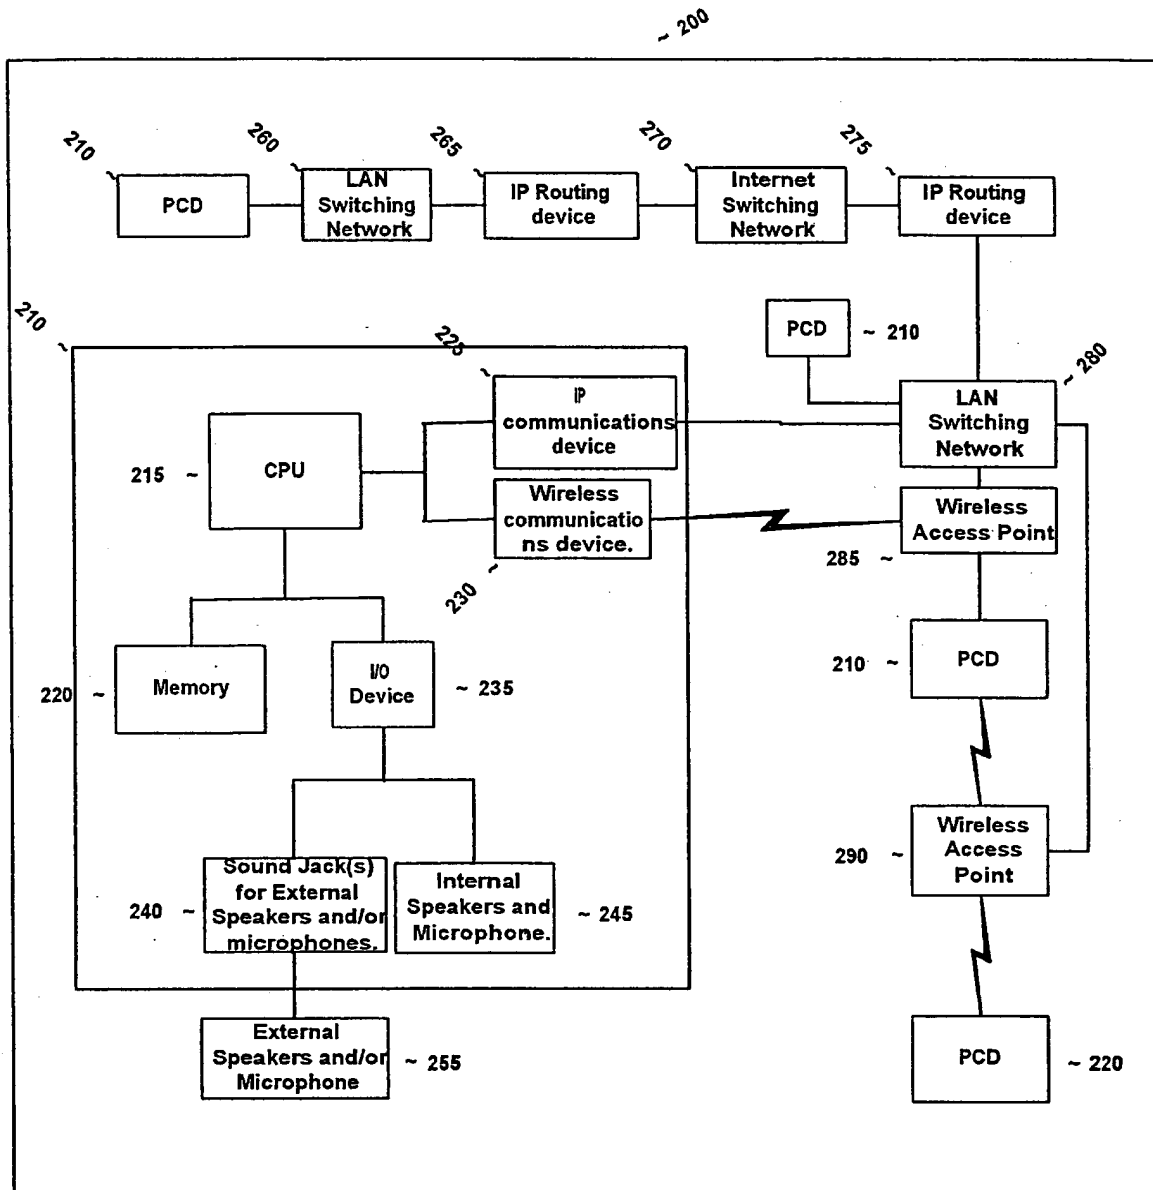 ~ 200
210 ~
260 ~
265 ~
270 ~
275 ~
PCD
LAN
Switching
Network
IP Routing
device
Internet
Switching
Network
IP Routing
device
210 ~
225 ~
PCD
~ 210
~ 280
IP
communications
device
LAN
Switching
Network
215 ~
CPU
Wireless
communicatio
ns device.
230 ~
Wireless
Access Point
285 ~
220 ~
Memory
I/O
Device
~ 235
210 ~
PCD
240 ~
Sound Jack(s)
for External
Speakers and/or
microphones.
Internal
Speakers and
Microphone.
~ 245
290 ~
Wireless
Access
Point
External
Speakers and/or
Microphone
~ 255
PCD
~ 220